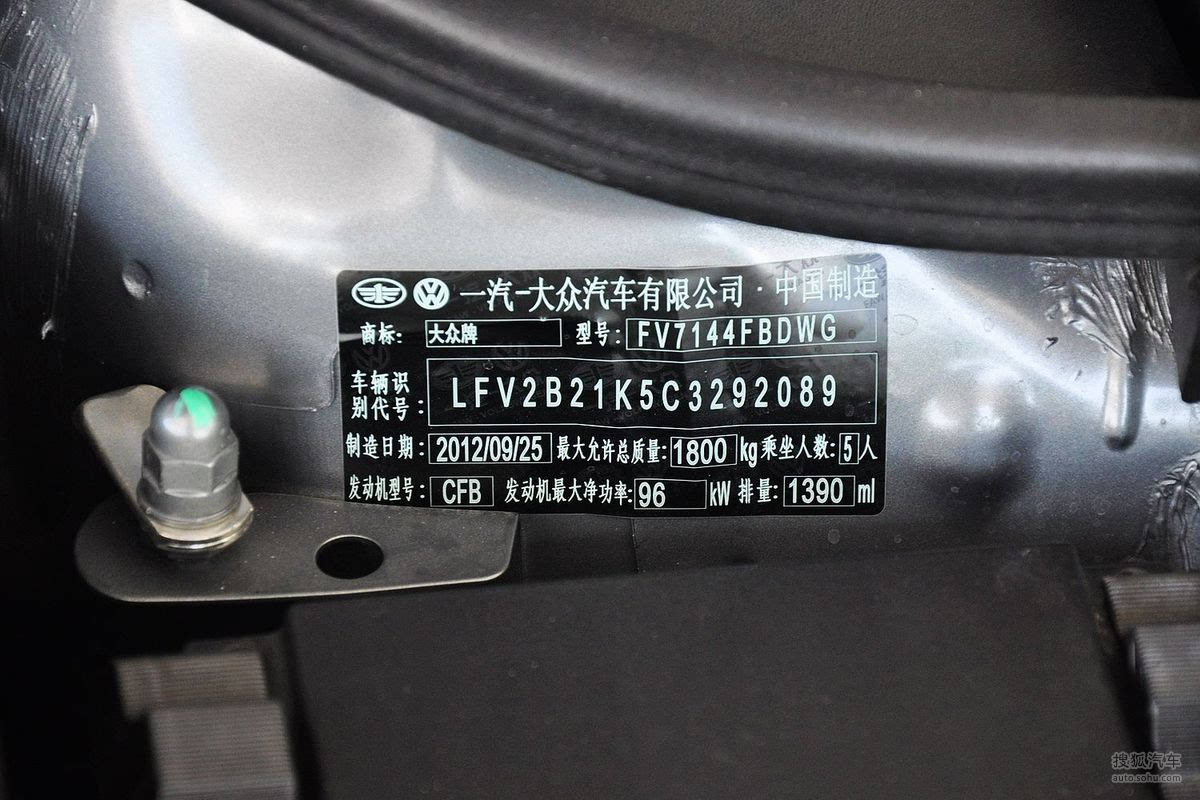 一汽-大众汽车有限公司·中国制造
商标: 大众牌 型号: FV7144FBDWG
车辆识
别代号: LFV2B21K5C3292089
制造日期: 2012/09/25 最大允许总质量: 1800 kg 乘坐人数: 5 人
发动机型号: CFB 发动机最大净功率: 96 kW 排量: 1390 ml
搜狐汽车
auto.sohu.com